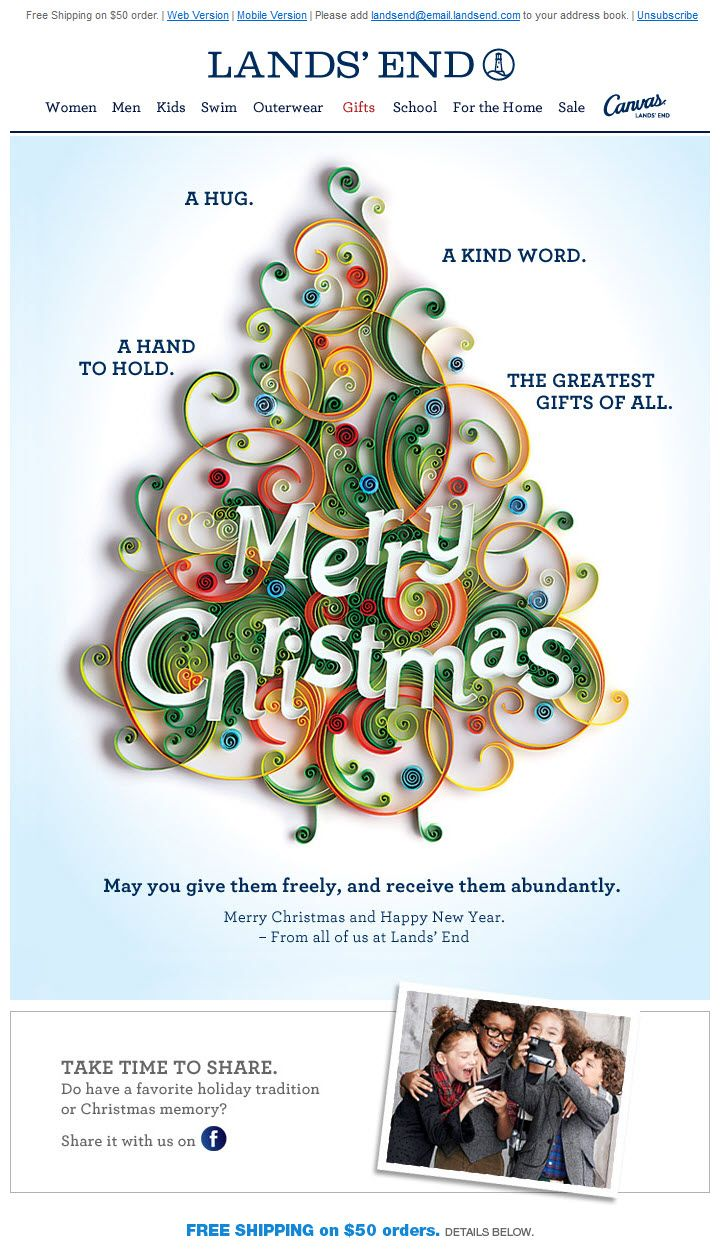 Free Shipping on $50 order. | Web Version | Mobile Version | Please add landsend@email.landsend.com to your address book. | Unsubscribe
LANDS' END
Women Men Kids Swim Outerwear Gifts School For the Home Sale Canvas
LANDS' END
A HUG.
A KIND WORD.
A HAND
TO HOLD.
THE GREATEST
GIFTS OF ALL.
Merry
Christmas
May you give them freely, and receive them abundantly.
Merry Christmas and Happy New Year.
– From all of us at Lands' End
TAKE TIME TO SHARE.
Do have a favorite holiday tradition
or Christmas memory?
Share it with us on f
FREE SHIPPING on $50 orders. DETAILS BELOW.